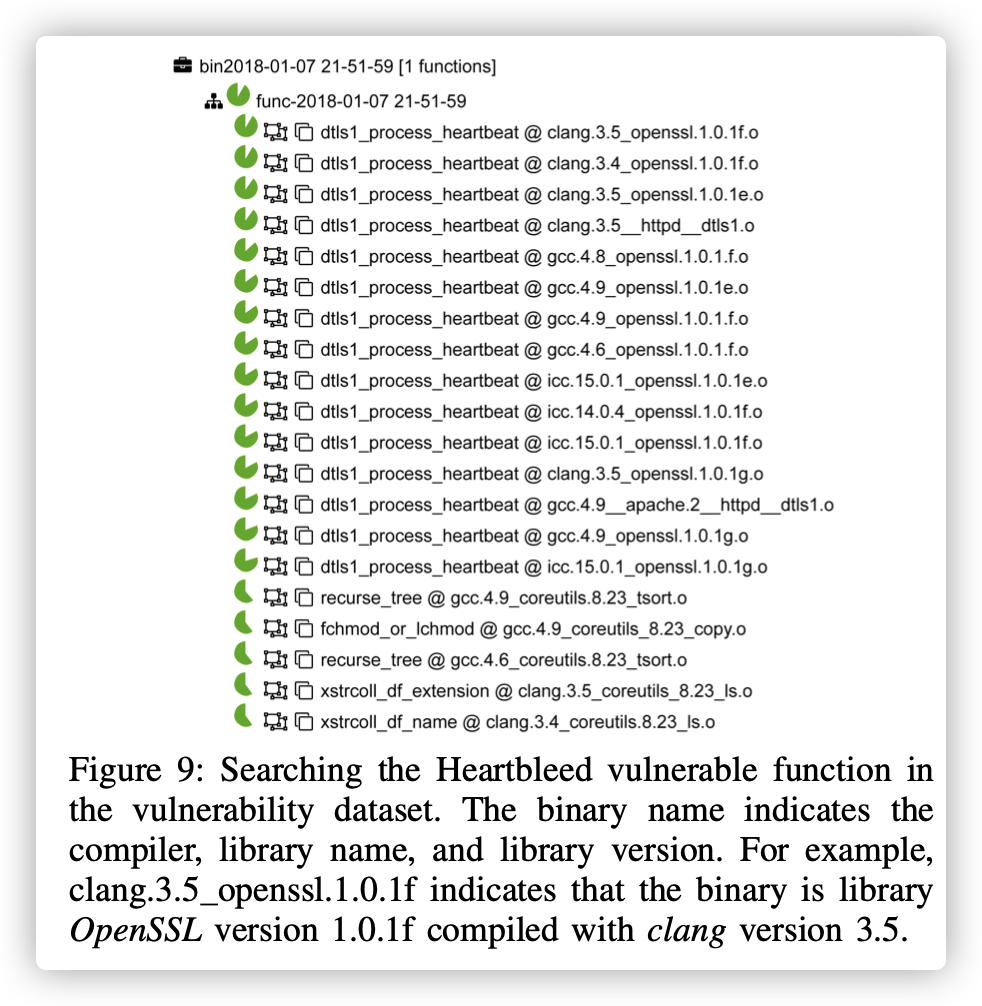 bin2018-01-07 21-51-59 [1 functions]
func-2018-01-07 21-51-59
dtls1_process_heartbeat @ clang.3.5_openssl.1.0.1f.o
dtls1_process_heartbeat @ clang.3.4_openssl.1.0.1f.o
dtls1_process_heartbeat @ clang.3.5_openssl.1.0.1e.o
dtls1_process_heartbeat @ clang.3.5__httpd__dtls1.o
dtls1_process_heartbeat @ gcc.4.8_openssl.1.0.1.f.o
dtls1_process_heartbeat @ gcc.4.9_openssl.1.0.1e.o
dtls1_process_heartbeat @ gcc.4.9_openssl.1.0.1.f.o
dtls1_process_heartbeat @ gcc.4.6_openssl.1.0.1.f.o
dtls1_process_heartbeat @ icc.15.0.1_openssl.1.0.1e.o
dtls1_process_heartbeat @ icc.14.0.4_openssl.1.0.1f.o
dtls1_process_heartbeat @ icc.15.0.1_openssl.1.0.1f.o
dtls1_process_heartbeat @ clang.3.5_openssl.1.0.1g.o
dtls1_process_heartbeat @ gcc.4.9__apache.2__httpd__dtls1.o
dtls1_process_heartbeat @ gcc.4.9_openssl.1.0.1g.o
dtls1_process_heartbeat @ icc.15.0.1_openssl.1.0.1g.o
recurse_tree @ gcc.4.9_coreutils.8.23_tsort.o
fchmod_or_lchmod @ gcc.4.9_coreutils_8.23_copy.o
recurse_tree @ gcc.4.6_coreutils.8.23_tsort.o
xstrcoll_df_extension @ clang.3.5_coreutils_8.23_ls.o
xstrcoll_df_name @ clang.3.4_coreutils.8.23_ls.o
Figure 9: Searching the Heartbleed vulnerable function in
the vulnerability dataset. The binary name indicates the
compiler, library name, and library version. For example,
clang.3.5_openssl.1.0.1f indicates that the binary is library
OpenSSL version 1.0.1f compiled with clang version 3.5.